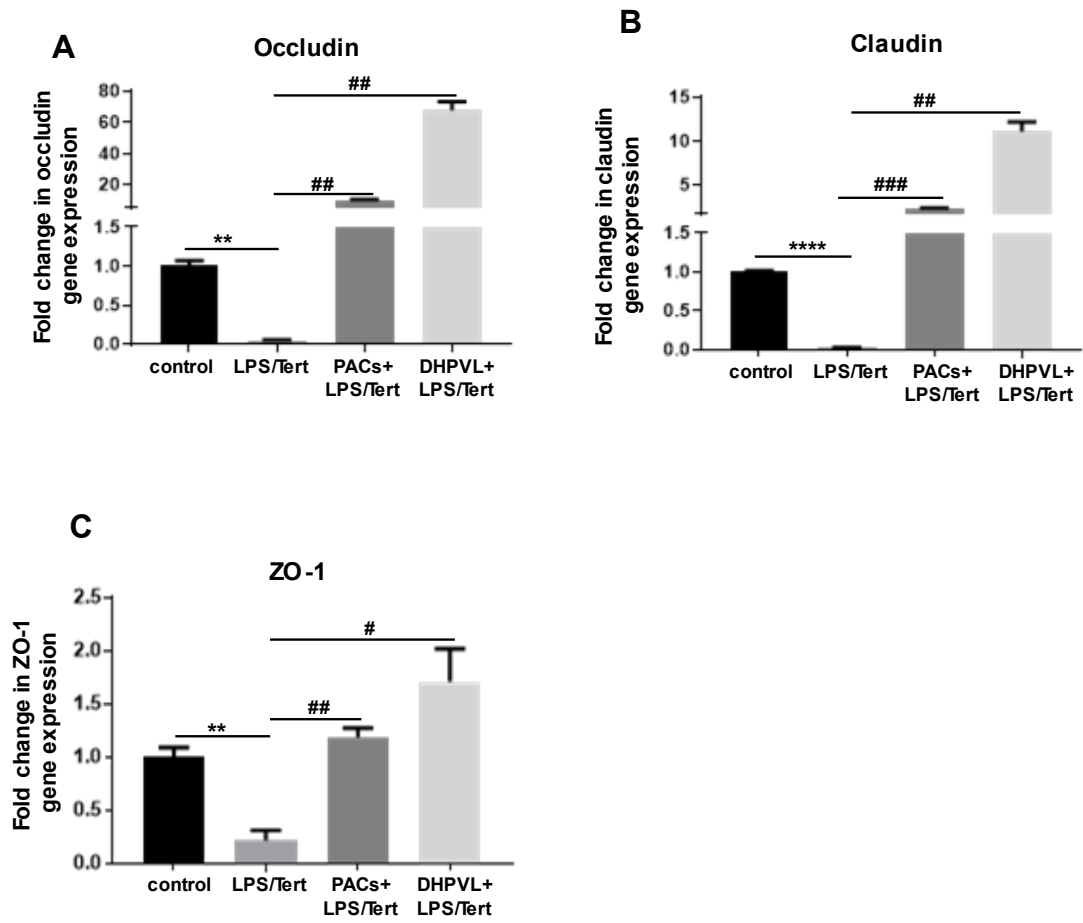 A
Occludin
Fold change in occludin
gene expression
80
60
40
20
1.5
1.0
0.5
0.0
##
##
**
control
LPS/Tert
PACs+
LPS/Tert
DHPVL+
LPS/Tert
B
Claudin
Fold change in claudin
gene expression
15
10
5
1.5
1.0
0.5
0.0
##
###
****
control
LPS/Tert
PACs+
LPS/Tert
DHPVL+
LPS/Tert
C
ZO-1
Fold change in ZO-1
gene expression
2.5
2.0
1.5
1.0
0.5
0.0
#
##
**
control
LPS/Tert
PACs+
LPS/Tert
DHPVL+
LPS/Tert